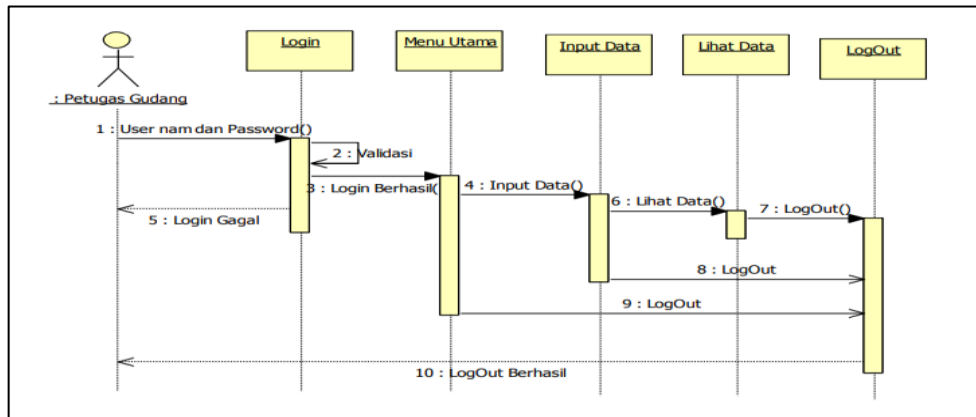 Login
Menu Utama
Input Data
Lihat Data
LogOut
: Petugas Gudang
1 : User nam dan Password()
2 : Validasi
3 : Login Berhasil(
4 : Input Data()
6 : Lihat Data()
7 : LogOut()
5 : Login Gagal
8 : LogOut
9 : LogOut
10 : LogOut Berhasil